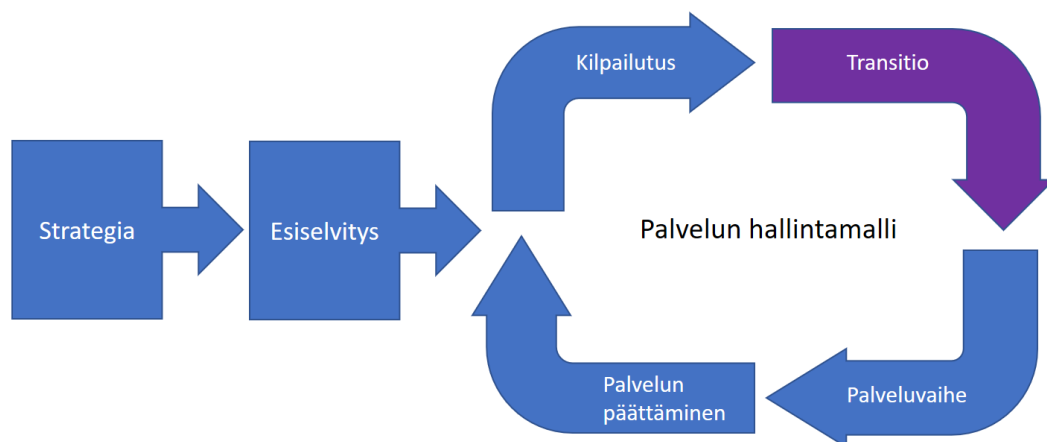 Strategia
Esiselvitys
Kilpailutus
Transitio
Palvelun hallintamalli
Palveluvaihe
Palvelun
päättäminen